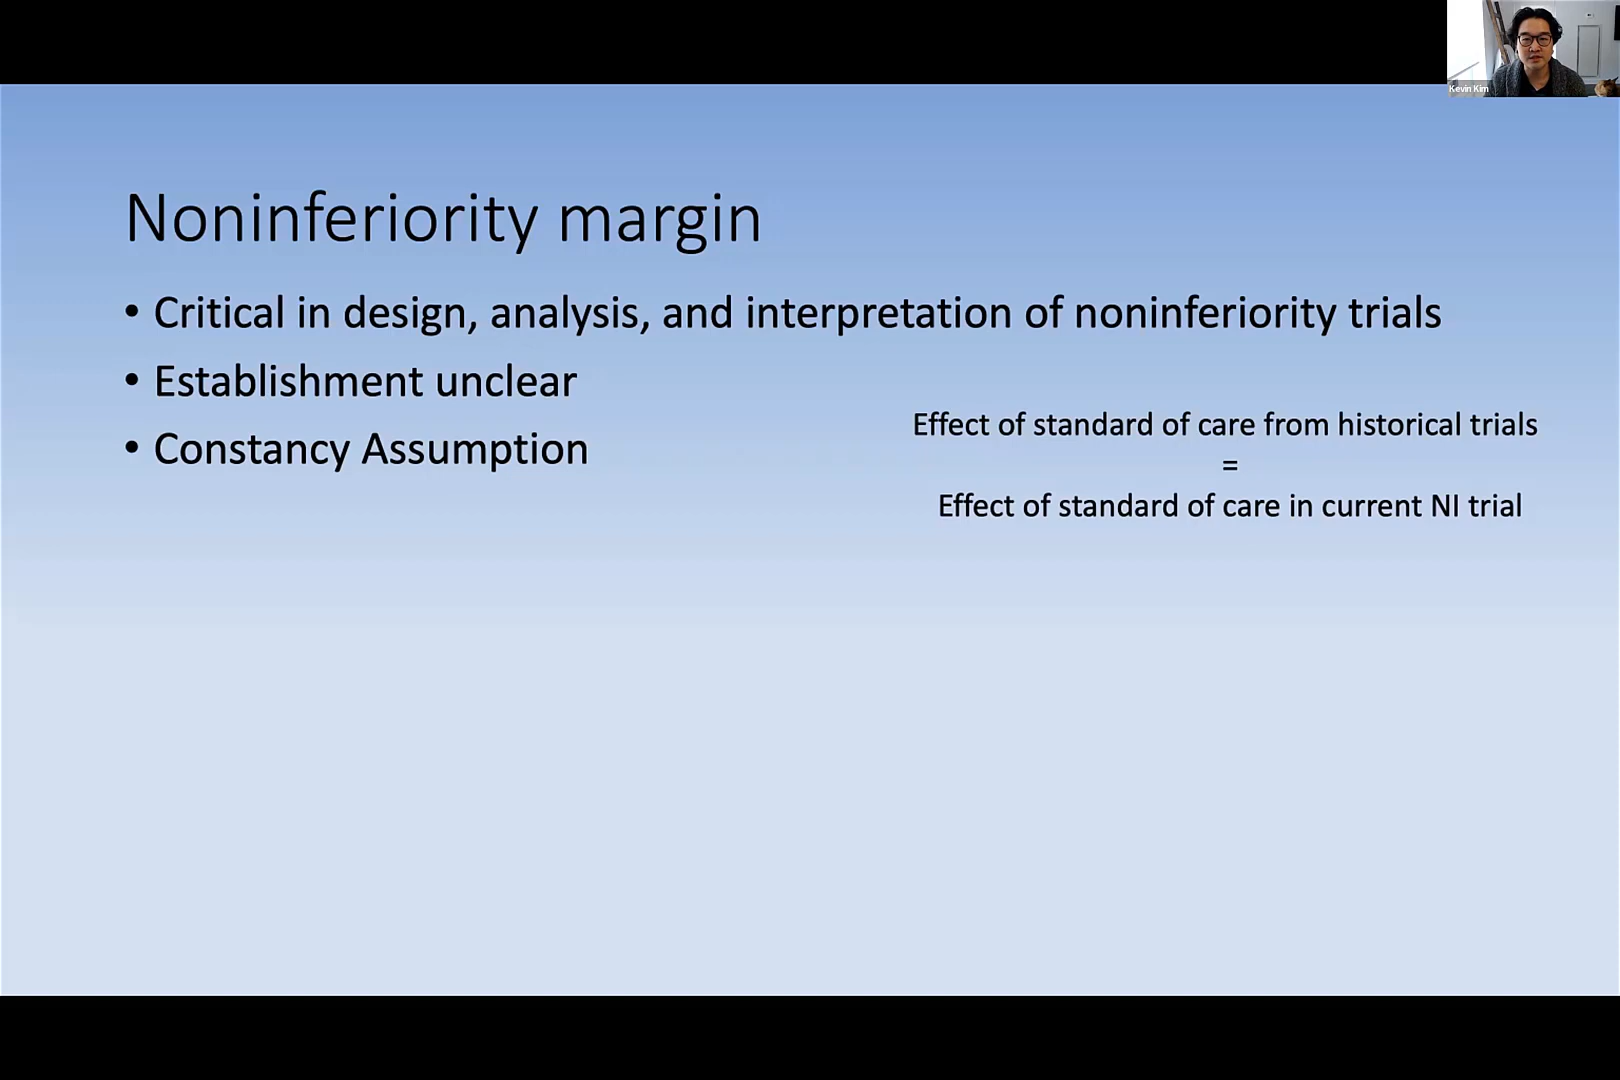 Kevin Kim
Noninferiority margin
• Critical in design, analysis, and interpretation of noninferiority trials
• Establishment unclear
• Constancy Assumption
Effect of standard of care from historical trials
=
Effect of standard of care in current NI trial